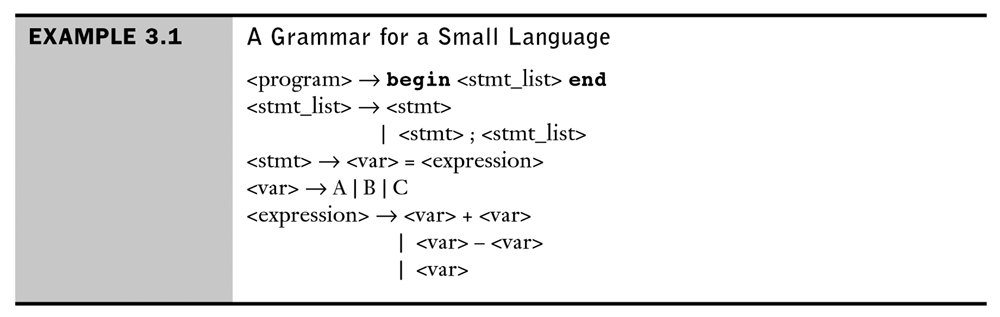 EXAMPLE 3.1
A Grammar for a Small Language
<program> → begin <stmt_list> end
<stmt_list> → <stmt>
| <stmt> ; <stmt_list>
<stmt> → <var> = <expression>
<var> → A | B | C
<expression> → <var> + <var>
| <var> – <var>
| <var>